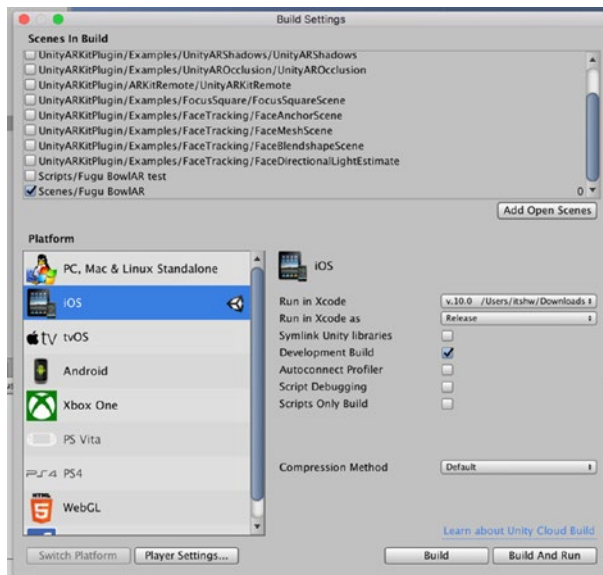 Build Settings
Scenes In Build
UnityARKitPlugin/Examples/UnityARShadows/UnityARShadows
UnityARKitPlugin/Examples/UnityAROcclusion/UnityAROcclusion
UnityARKitPlugin/ARKitRemote/UnityARKitRemote
UnityARKitPlugin/Examples/FocusSquare/FocusSquareScene
UnityARKitPlugin/Examples/FaceTracking/FaceAnchorScene
UnityARKitPlugin/Examples/FaceTracking/FaceMeshScene
UnityARKitPlugin/Examples/FaceTracking/FaceBlendshapeScene
UnityARKitPlugin/Examples/FaceTracking/FaceDirectionalLightEstimate
Scripts/Fugu BowlAR test
Scenes/Fugu BowlAR 0
Add Open Scenes
Platform
PC, Mac & Linux Standalone
iOS
tv tvOS
Android
Xbox One
PS Vita
PS4 PS4
HTML 5 WebGL
Switch Platform
Player Settings...
iOS
Run in Xcode v.10.0 /Users/itshw/Downloads
Run in Xcode as Release
Symlink Unity libraries
Development Build
Autoconnect Profiler
Script Debugging
Scripts Only Build
Compression Method Default
Learn about Unity Cloud Build
Build
Build And Run